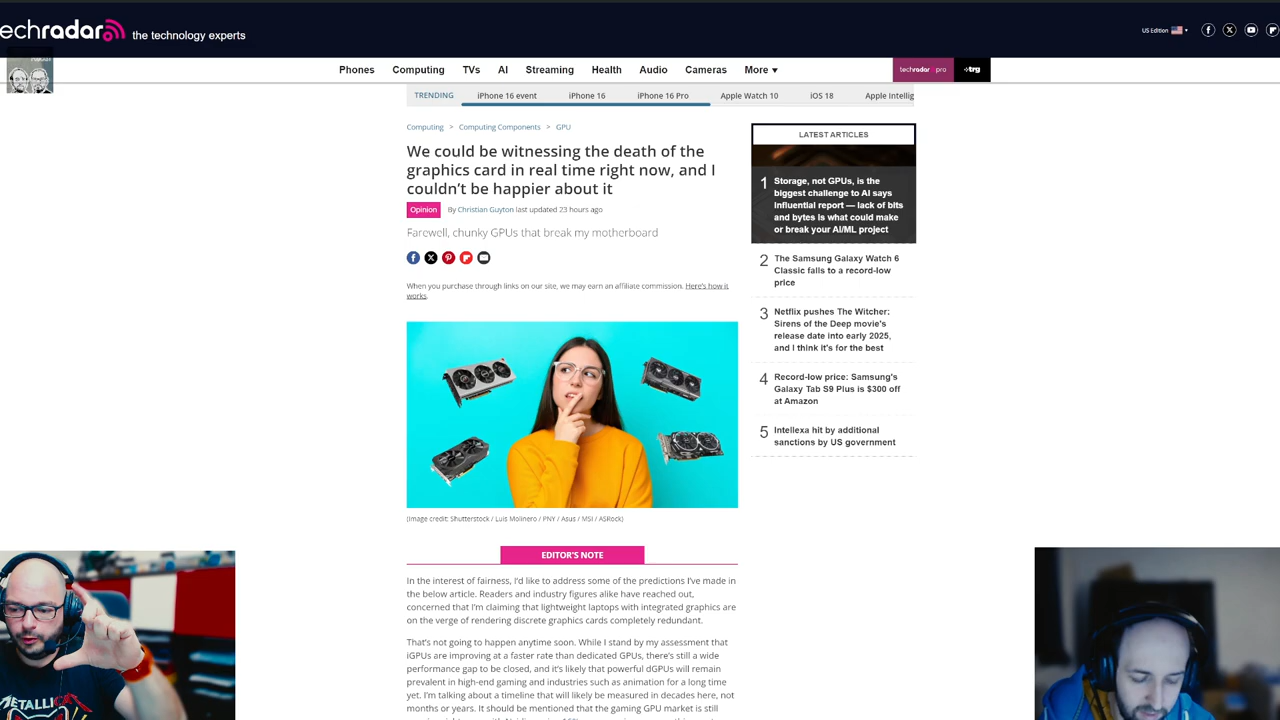 techradar the technology experts
US Edition
Phones Computing TVs AI Streaming Health Audio Cameras More ▼
techradar pro
trg
TRENDING iPhone 16 event iPhone 16 iPhone 16 Pro Apple Watch 10 iOS 18 Apple Intellig
Computing > Computing Components > GPU
We could be witnessing the death of the
graphics card in real time right now, and I
couldn't be happier about it
Opinion By Christian Guyton last updated 23 hours ago
Farewell, chunky GPUs that break my motherboard
When you purchase through links on our site, we may earn an affiliate commission. Here's how it
works.
(Image credit: Shutterstock / Luis Molinero / PNY / Asus / MSI / ASRock)
EDITOR'S NOTE
In the interest of fairness, I'd like to address some of the predictions I've made in
the below article. Readers and industry figures alike have reached out,
concerned that I'm claiming that lightweight laptops with integrated graphics are
on the verge of rendering discrete graphics cards completely redundant.
That's not going to happen anytime soon. While I stand by my assessment that
iGPUs are improving at a faster rate than dedicated GPUs, there's still a wide
performance gap to be closed, and it's likely that powerful dGPUs will remain
prevalent in high-end gaming and industries such as animation for a long time
yet. I'm talking about a timeline that will likely be measured in decades here, not
months or years. It should be mentioned that the gaming GPU market is still
LATEST ARTICLES
1 Storage, not GPUs, is the
biggest challenge to AI says
influential report — lack of bits
and bytes is what could make
or break your AI/ML project
2 The Samsung Galaxy Watch 6
Classic falls to a record-low
price
3 Netflix pushes The Witcher:
Sirens of the Deep movie's
release date into early 2025,
and I think it's for the best
4 Record-low price: Samsung's
Galaxy Tab S9 Plus is $300 off
at Amazon
5 Intellexa hit by additional
sanctions by US government
METALLICA